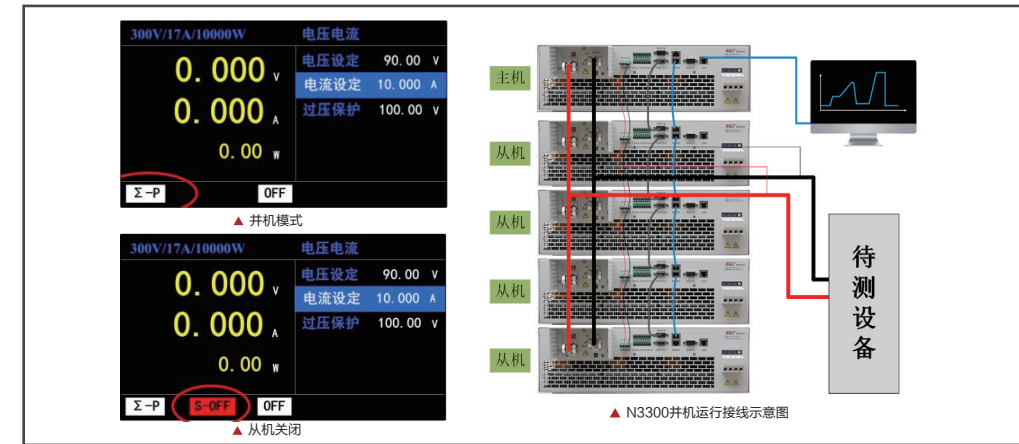 300V/17A/10000W 电压电流
0.000 V
电压设定 90.00 V
电流设定 10.000 A
0.000 A
过压保护 100.00 V
0.00 W
Σ-P OFF
▲ 并机模式
300V/17A/10000W 电压电流
0.000 V
电压设定 90.00 V
电流设定 10.000 A
0.000 A
过压保护 100.00 V
0.00 W
Σ-P S-OFF OFF
▲ 从机关闭
主机
从机
从机
从机
从机
待测设备
▲ N3300并机运行接线示意图